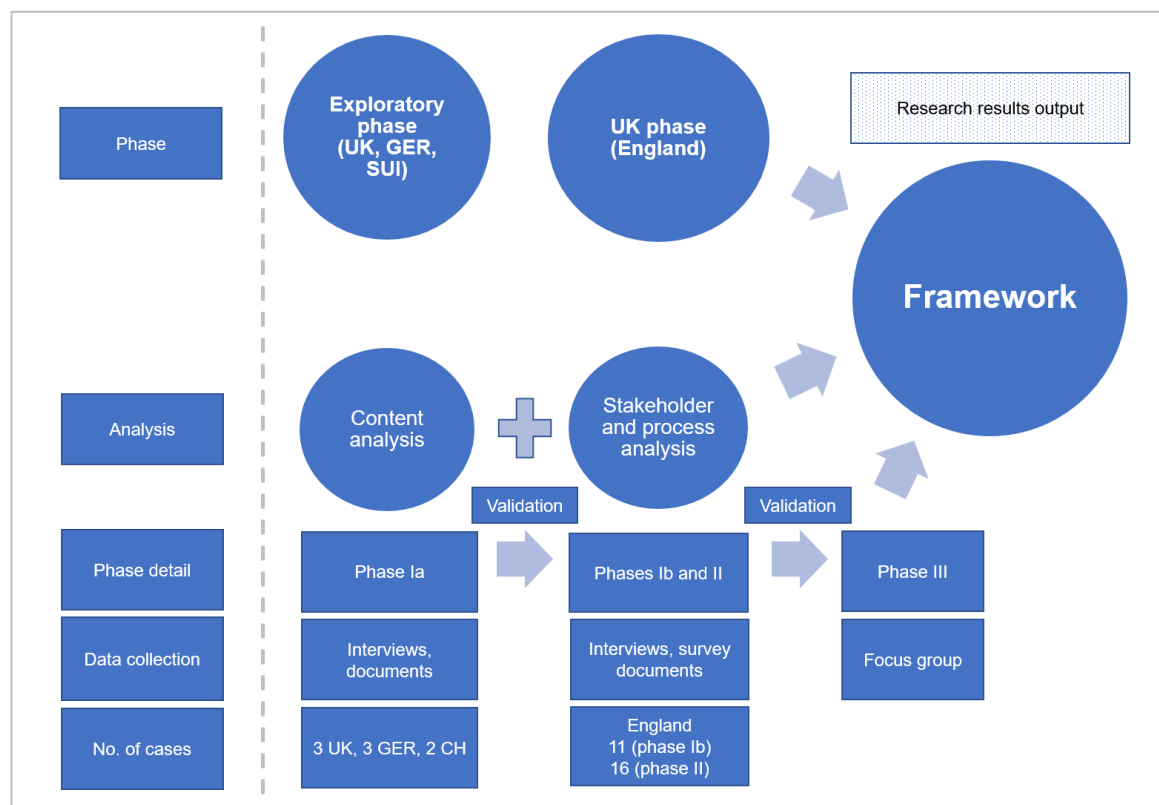 Phase
Exploratory
phase
(UK, GER,
SUI)
UK phase
(England)
Research results output
Framework
Analysis
Content
analysis
Stakeholder
and process
analysis
Validation
Validation
Phase detail
Phase Ia
Phases Ib and II
Phase III
Data collection
Interviews,
documents
Interviews, survey
documents
Focus group
No. of cases
3 UK, 3 GER, 2 CH
England
11 (phase Ib)
16 (phase II)